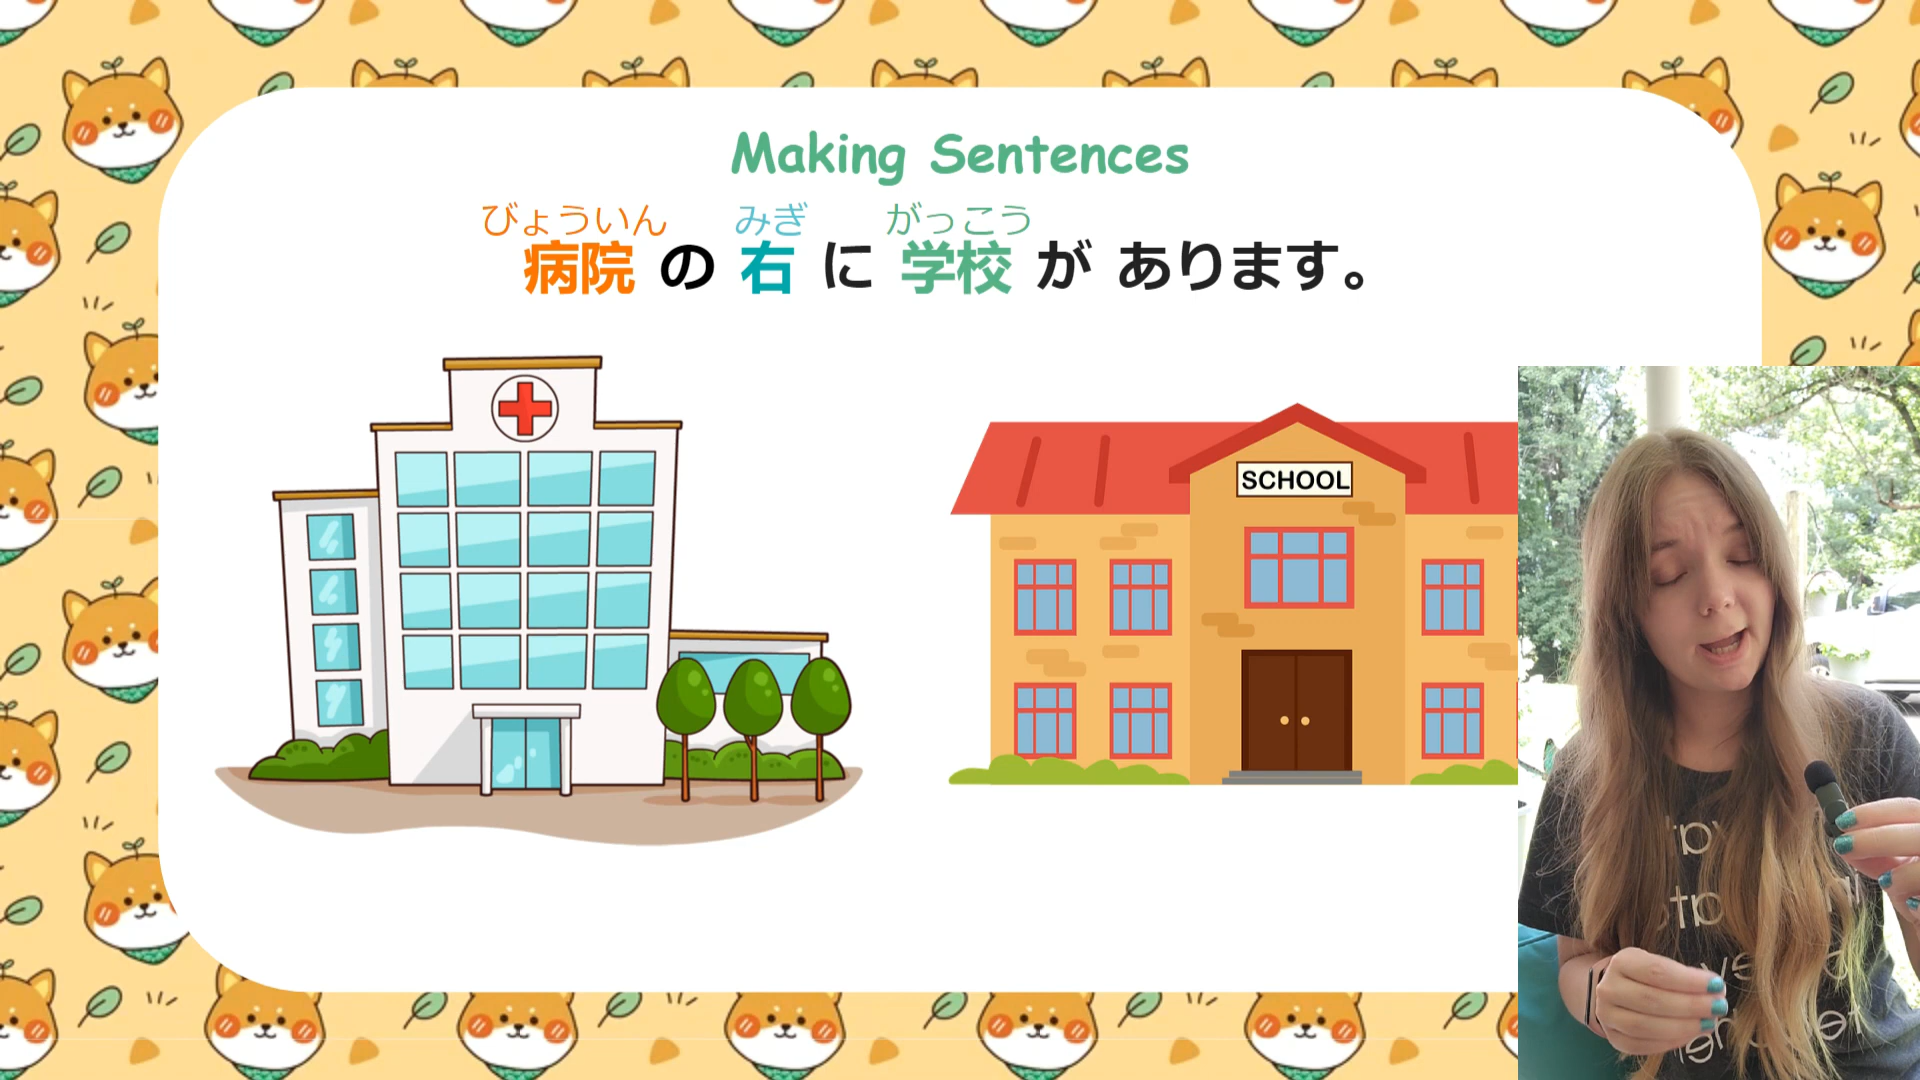 Making Sentences
びょういん みぎ がっこう
病院 の 右 に 学校 が あります。
SCHOOL